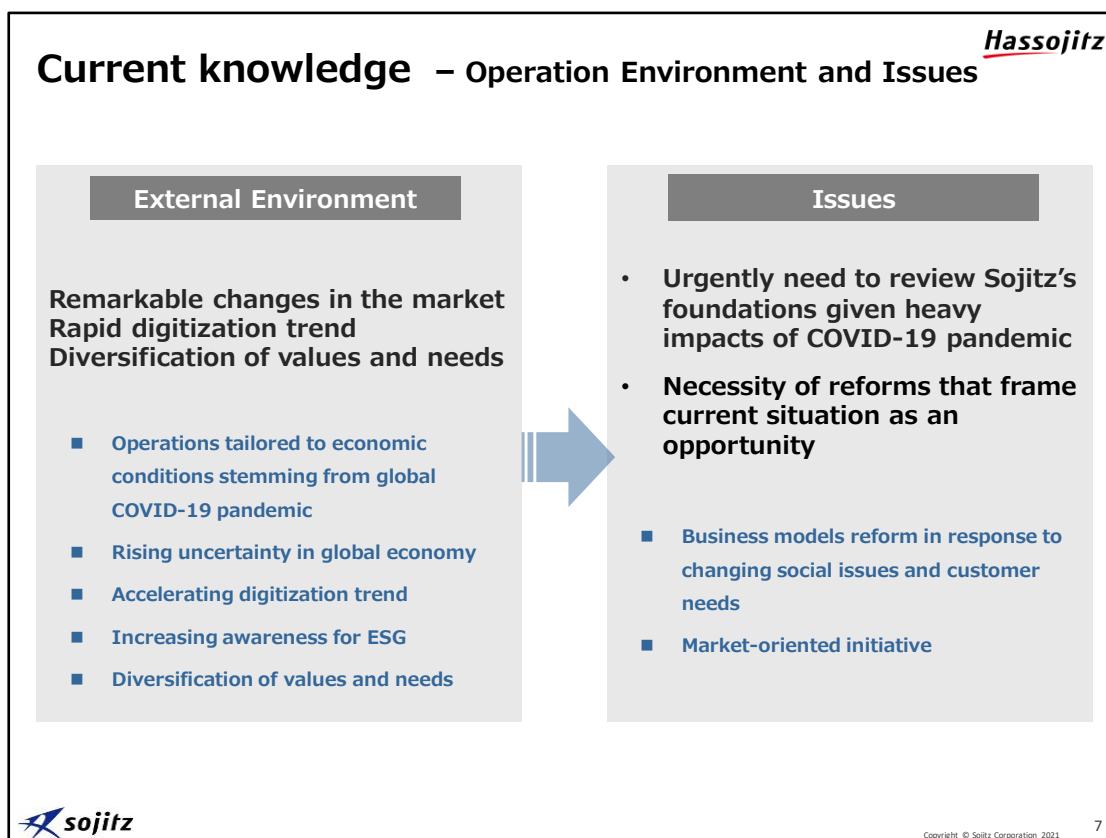 Hassojitz
Current knowledge – Operation Environment and Issues
External Environment
Remarkable changes in the market
Rapid digitization trend
Diversification of values and needs
■ Operations tailored to economic
conditions stemming from global
COVID-19 pandemic
■ Rising uncertainty in global economy
■ Accelerating digitization trend
■ Increasing awareness for ESG
■ Diversification of values and needs
Issues
• Urgently need to review Sojitz’s
foundations given heavy
impacts of COVID-19 pandemic
• Necessity of reforms that frame
current situation as an
opportunity
■ Business models reform in response to
changing social issues and customer
needs
■ Market-oriented initiative
sojitz
Copyright © Sojitz Corporation 2021
7